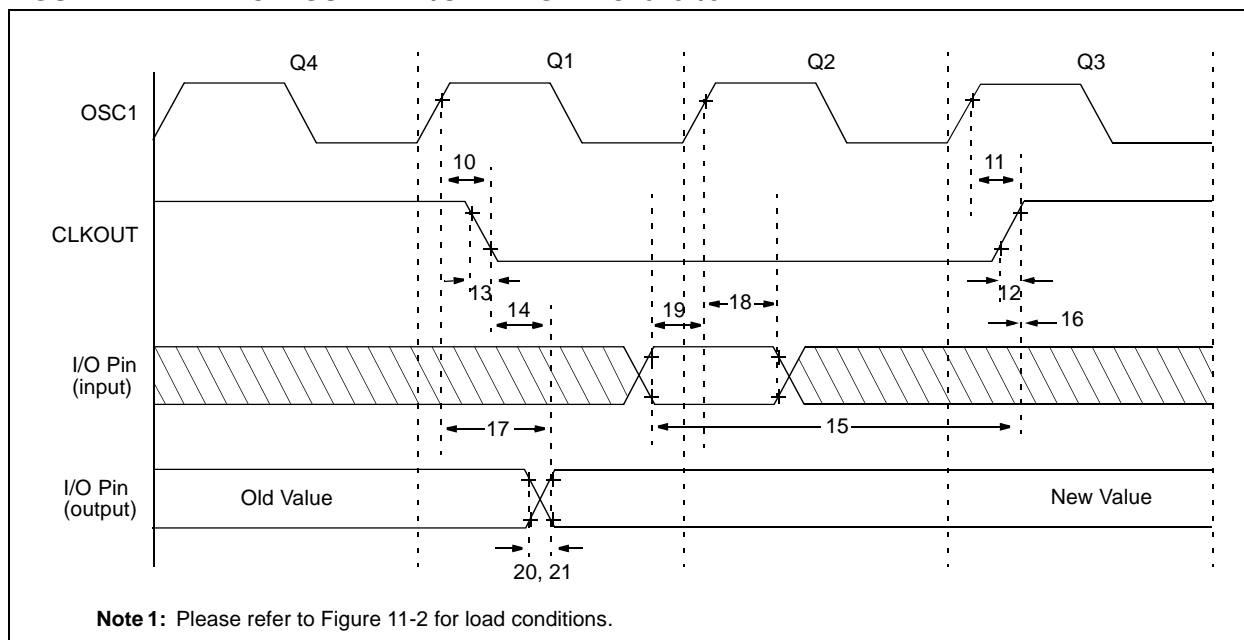 Q4 Q1 Q2 Q3
OSC1
10 11
CLKOUT
13 12
14 19 18 16
I/O Pin
(input)
17 15
I/O Pin
(output)
Old Value New Value
20, 21
Note 1: Please refer to Figure 11-2 for load conditions.